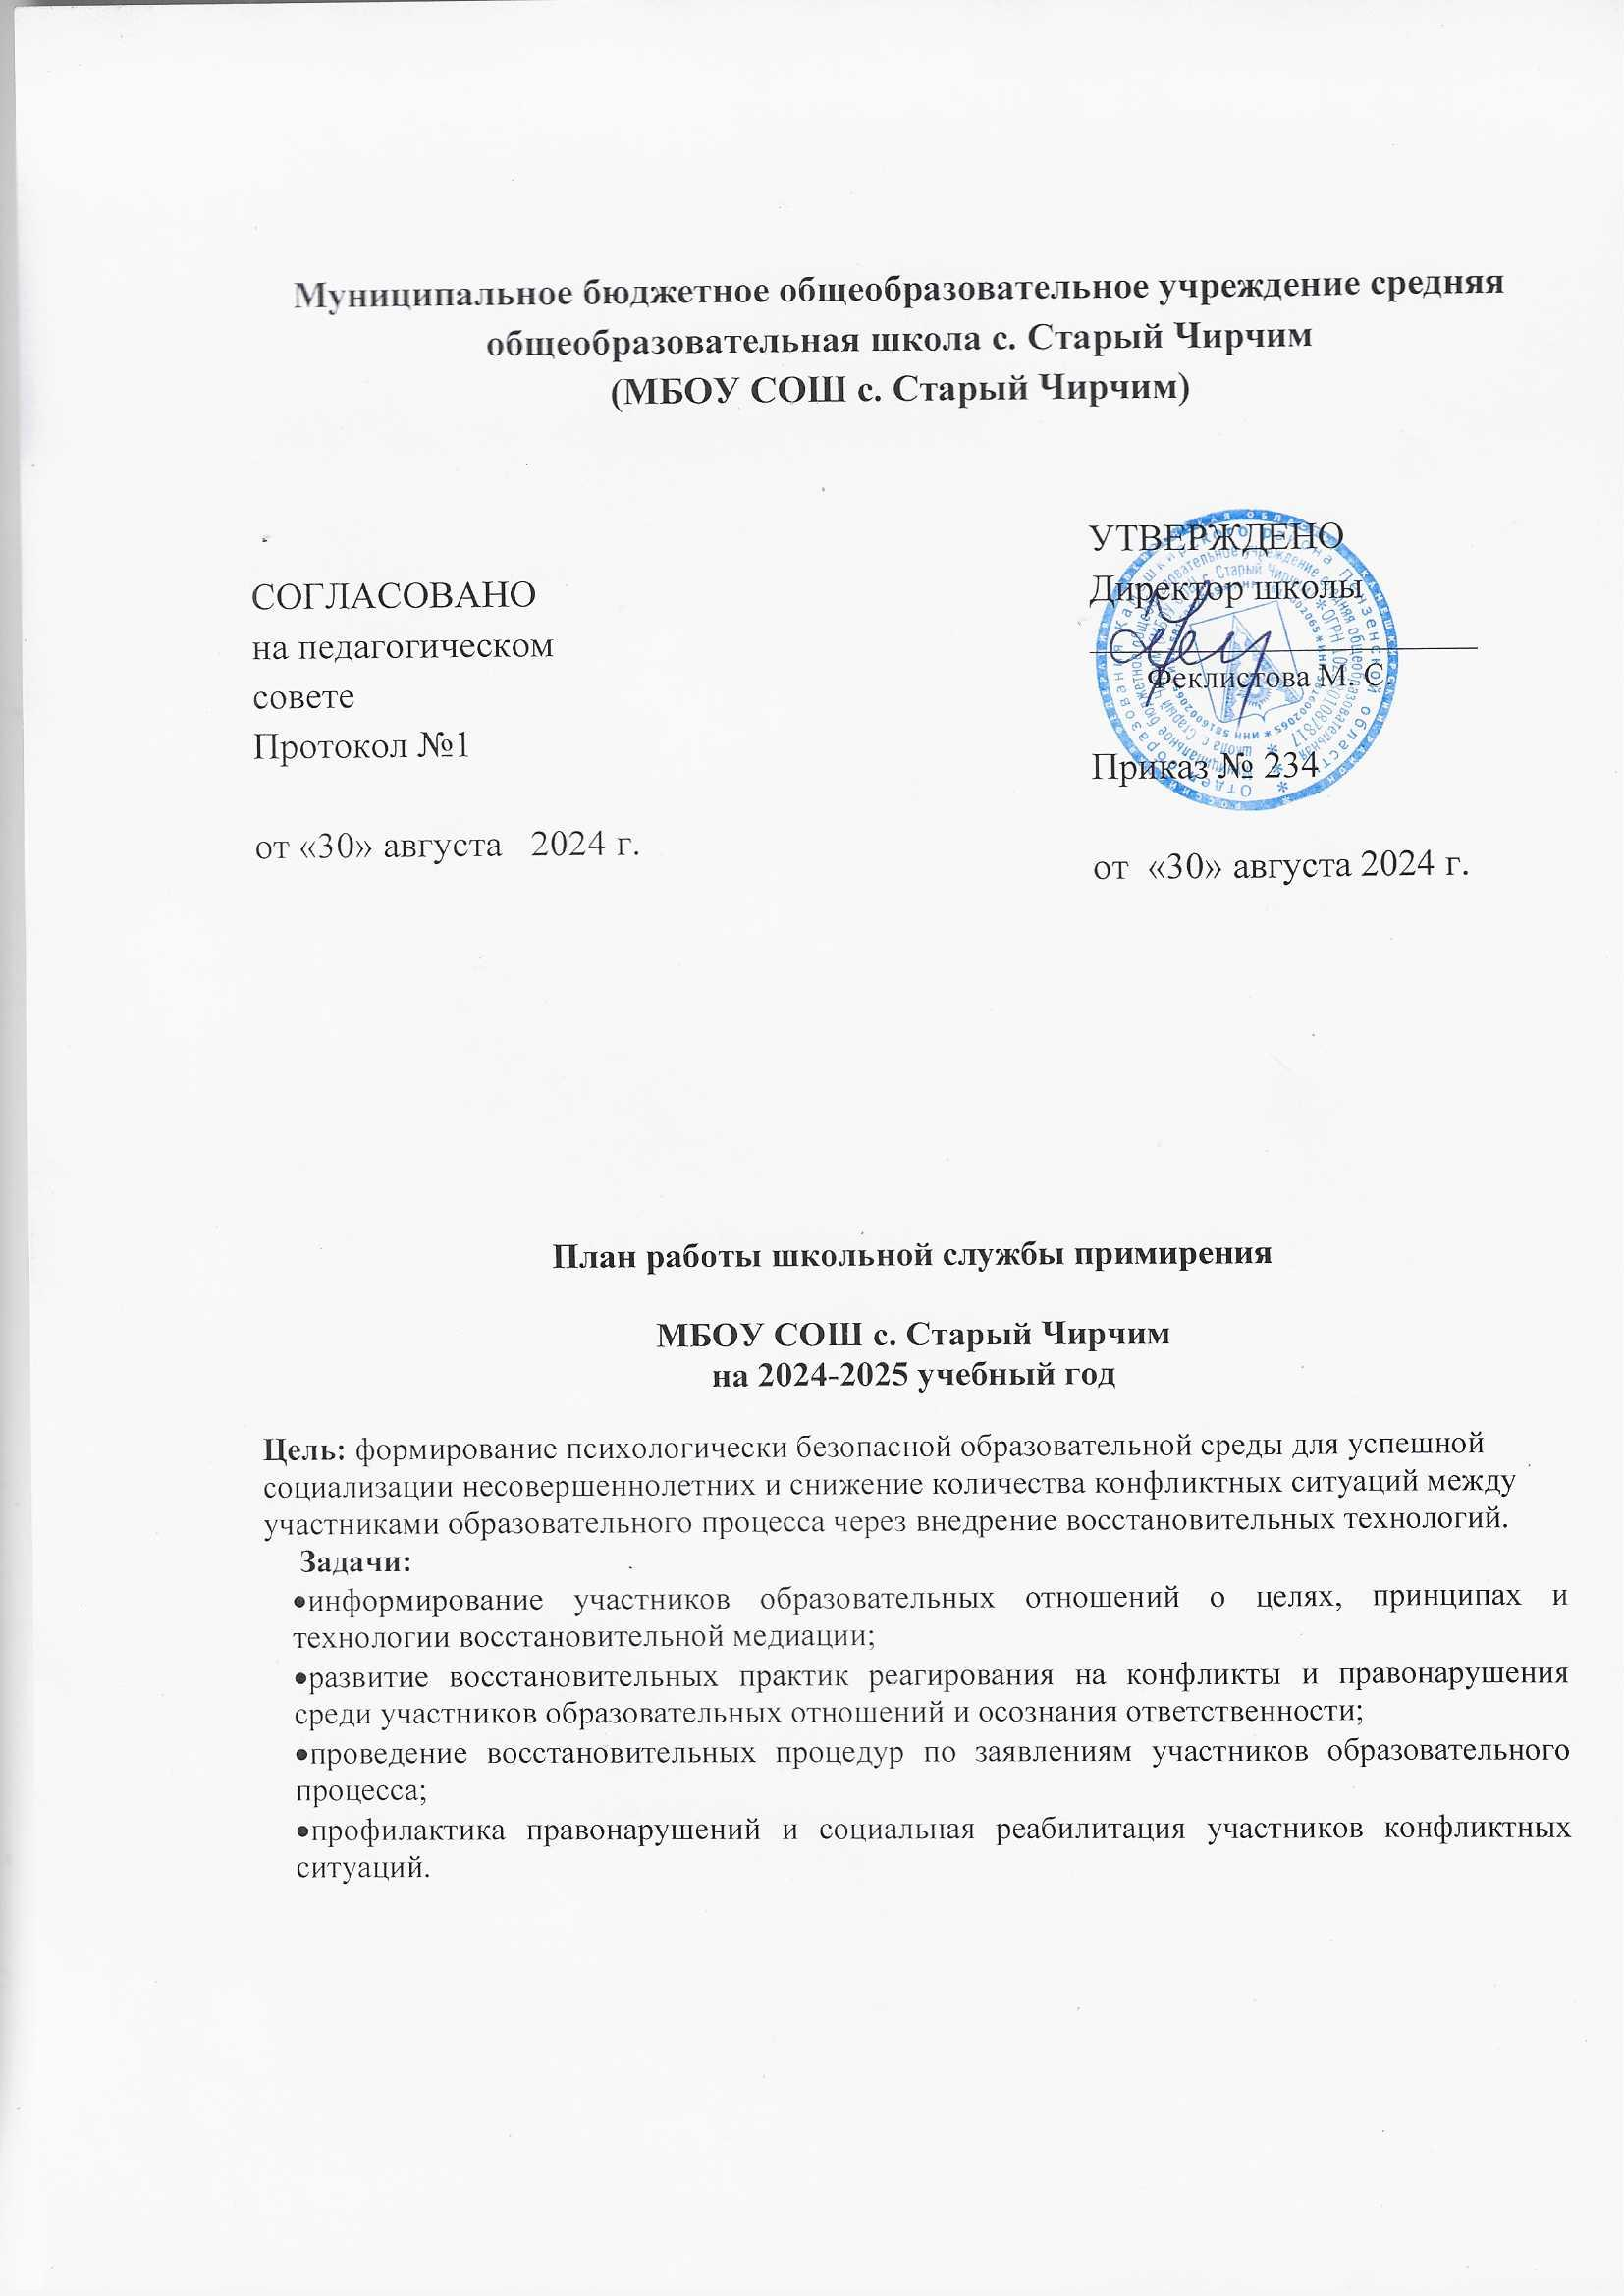 Муниципальное бюджетное общеобразовательное учреждение средняя
общеобразовательная школа с. Старый Чирчим
(МБОУ СОШ с. Старый Чирчим)
СОГЛАСОВАНО
на педагогическом
совете
Протокол №1
от «30» августа 2024 г.
УТВЕРЖДЕНО
Директор школы
Феклистова М. С.
Приказ № 234
от «30» августа 2024 г.
План работы школьной службы примирения
МБОУ СОШ с. Старый Чирчим
на 2024-2025 учебный год
Цель: формирование психологически безопасной образовательной среды для успешной
социализации несовершеннолетних и снижение количества конфликтных ситуаций между
участниками образовательного процесса через внедрение восстановительных технологий.
Задачи:
•информирование участников образовательных отношений о целях, принципах и
технологии восстановительной медиации;
•развитие восстановительных практик реагирования на конфликты и правонарушения
среди участников образовательных отношений и осознания ответственности;
•проведение восстановительных процедур по заявлениям участников образовательного
процесса;
•профилактика правонарушений и социальная реабилитация участников конфликтных
ситуаций.